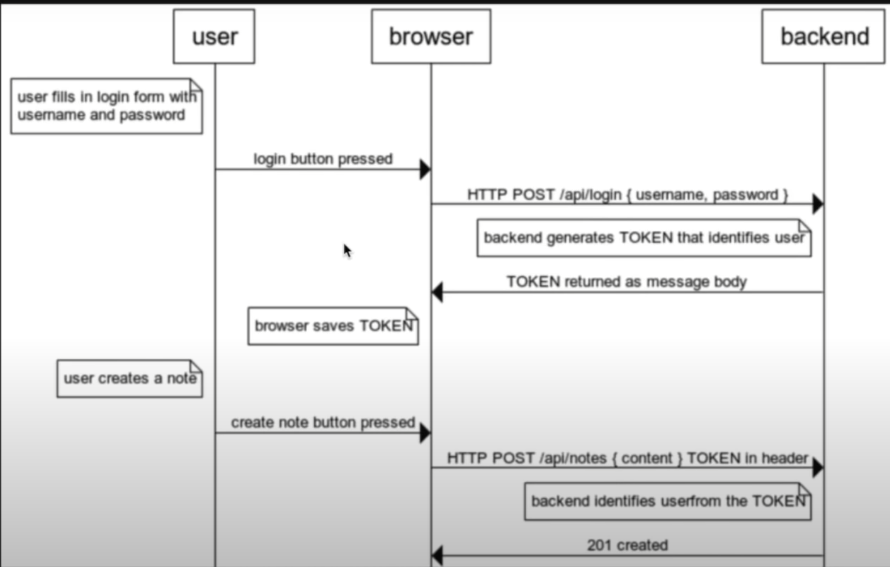 user
browser
backend
user fills in login form with
username and password
login button pressed
HTTP POST /api/login { username, password }
backend generates TOKEN that identifies user
TOKEN returned as message body
browser saves TOKEN
user creates a note
create note button pressed
HTTP POST /api/notes { content } TOKEN in header
backend identifies userfrom the TOKEN
201 created